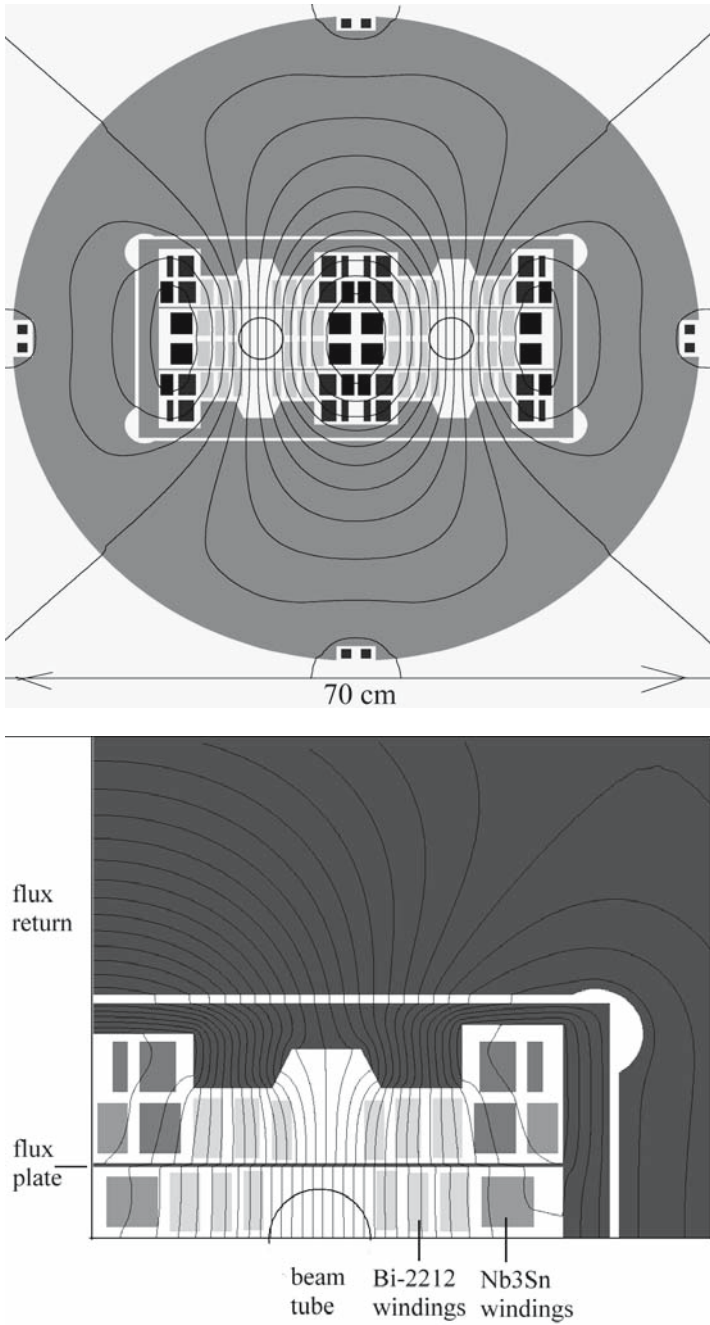 70 cm
flux
return
flux
plate
beam
tube
Bi-2212
windings
Nb3Sn
windings